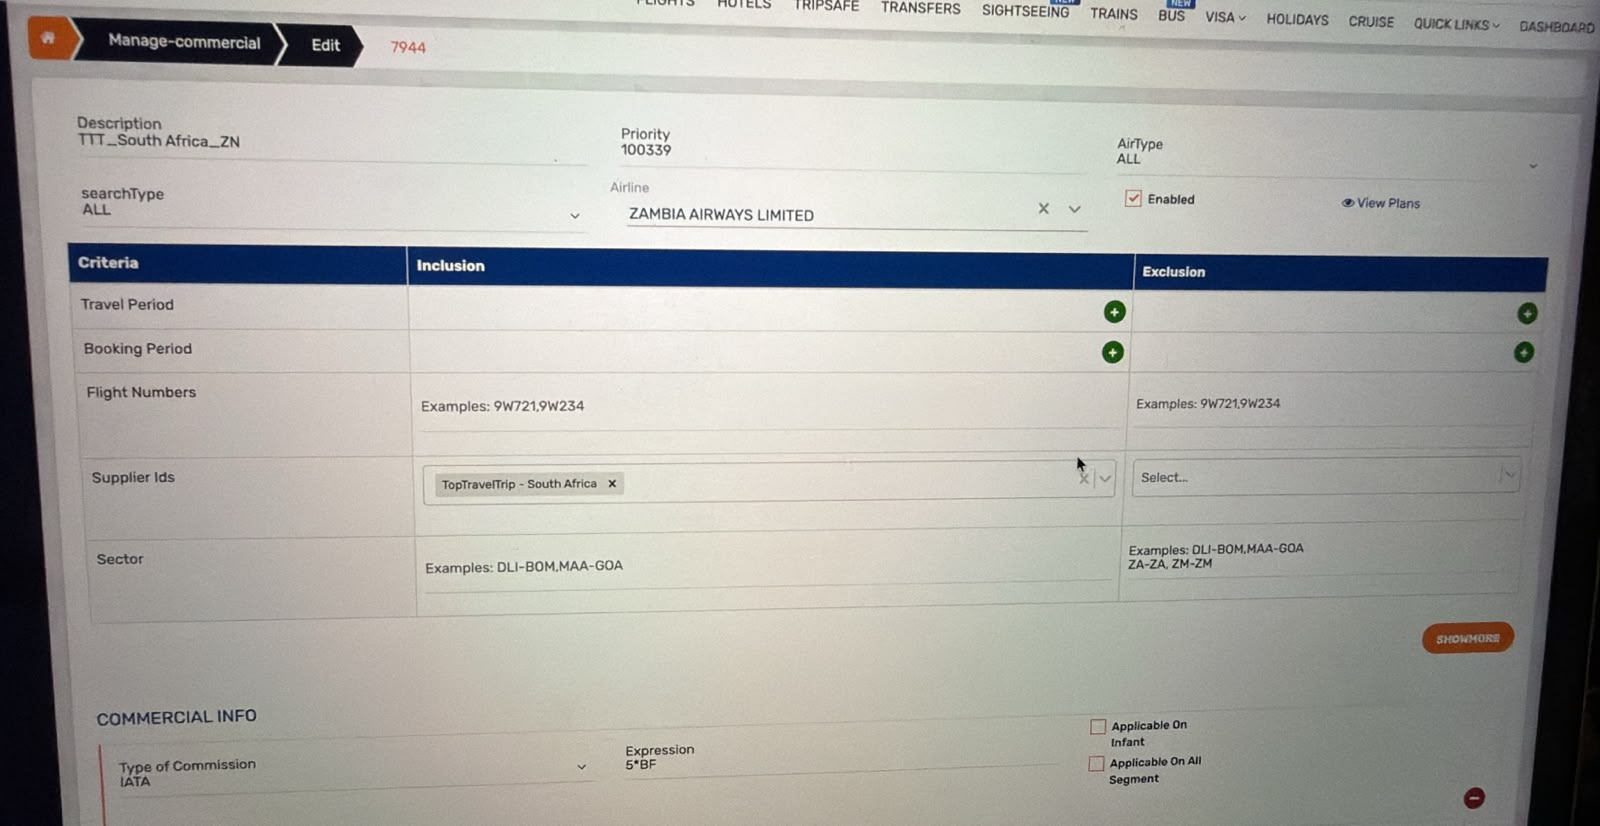 FLIGHTS HOTELS TRIPSAFE TRANSFERS SIGHTSEEING NEW TRAINS BUS NEW VISA HOLIDAYS CRUISE QUICK LINKS DASHBOARD
Manage-commercial Edit 7944
Description
TTT_South Africa_ZN
Priority
100339
AirType
ALL
searchType
ALL
Airline
ZAMBIA AIRWAYS LIMITED
Enabled
View Plans
Criteria Inclusion Exclusion
Travel Period
Booking Period
Flight Numbers
Examples: 9W721,9W234
Examples: 9W721,9W234
Supplier Ids
TopTravelTrip - South Africa
Select...
Sector
Examples: DLI-BOM,MAA-GOA
Examples: DLI-BOM,MAA-GOA
ZA-ZA, ZM-ZM
SHOWMORE
COMMERCIAL INFO
Type of Commission
IATA
Expression
5*BF
Applicable On
Infant
Applicable On All
Segment